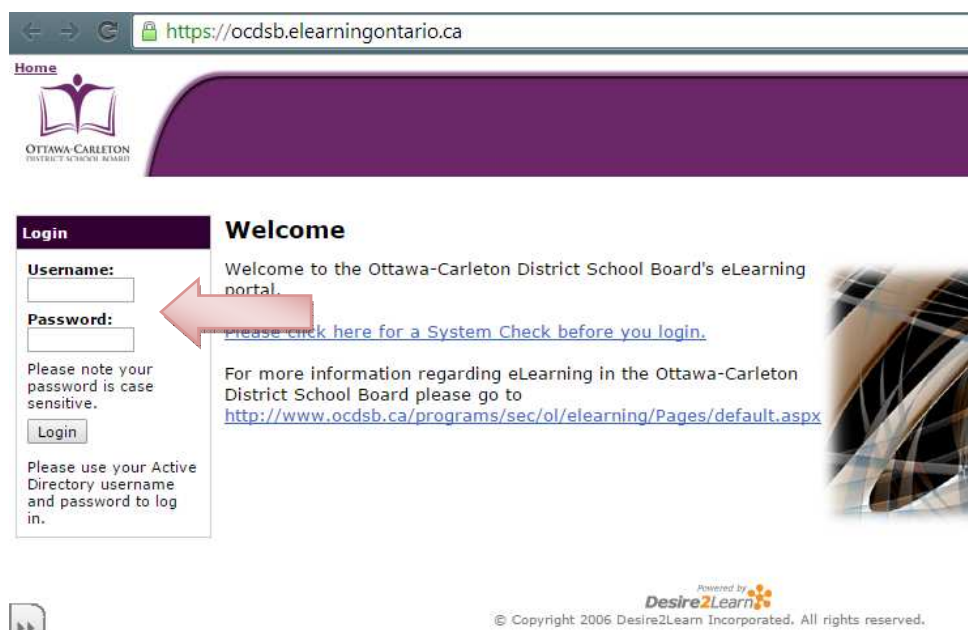 https://ocdsb.elearningontario.ca
Home
OTTAWA-CARLETON
DISTRICT SCHOOL BOARD
Login
Username:
Password:
Please note your
password is case
sensitive.
Login
Please use your Active
Directory username
and password to log
in.
Welcome
Welcome to the Ottawa-Carleton District School Board's eLearning
portal.
Please click here for a System Check before you login.
For more information regarding eLearning in the Ottawa-Carleton
District School Board please go to
http://www.ocdsb.ca/programs/sec/ol/elearning/Pages/default.aspx
Powered by
Desire2Learn
© Copyright 2006 Desire2Learn Incorporated. All rights reserved.